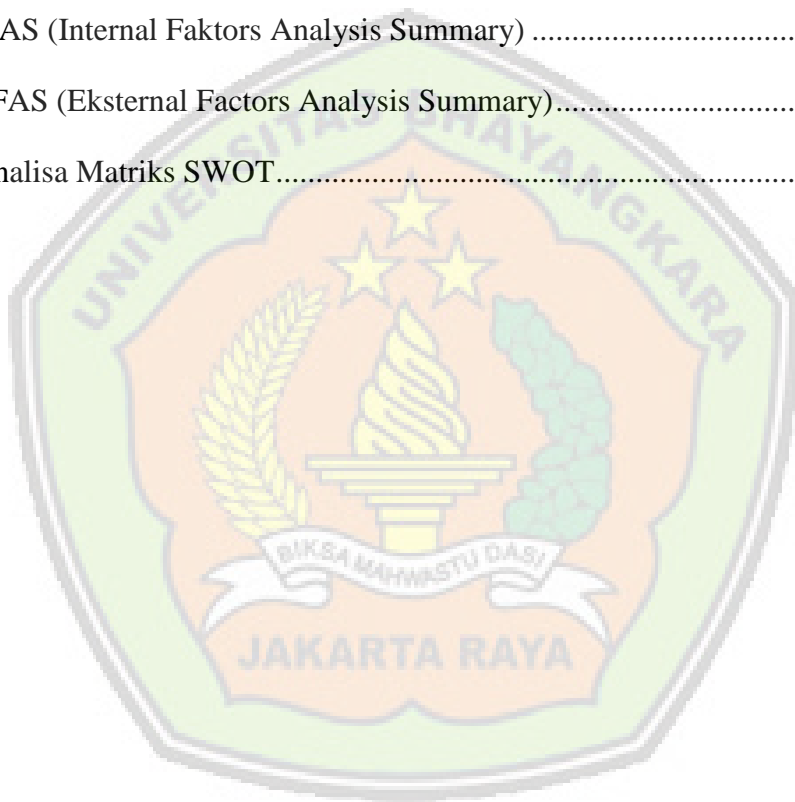 AS (Internal Faktors Analysis Summary) .................................
FAS (Eksternal Factors Analysis Summary)..............................
nalisa Matriks SWOT.................................................................
UNIVERSITAS BHAYANGKARA
BIKSA MAHWASTU DASI
JAKARTA RAYA